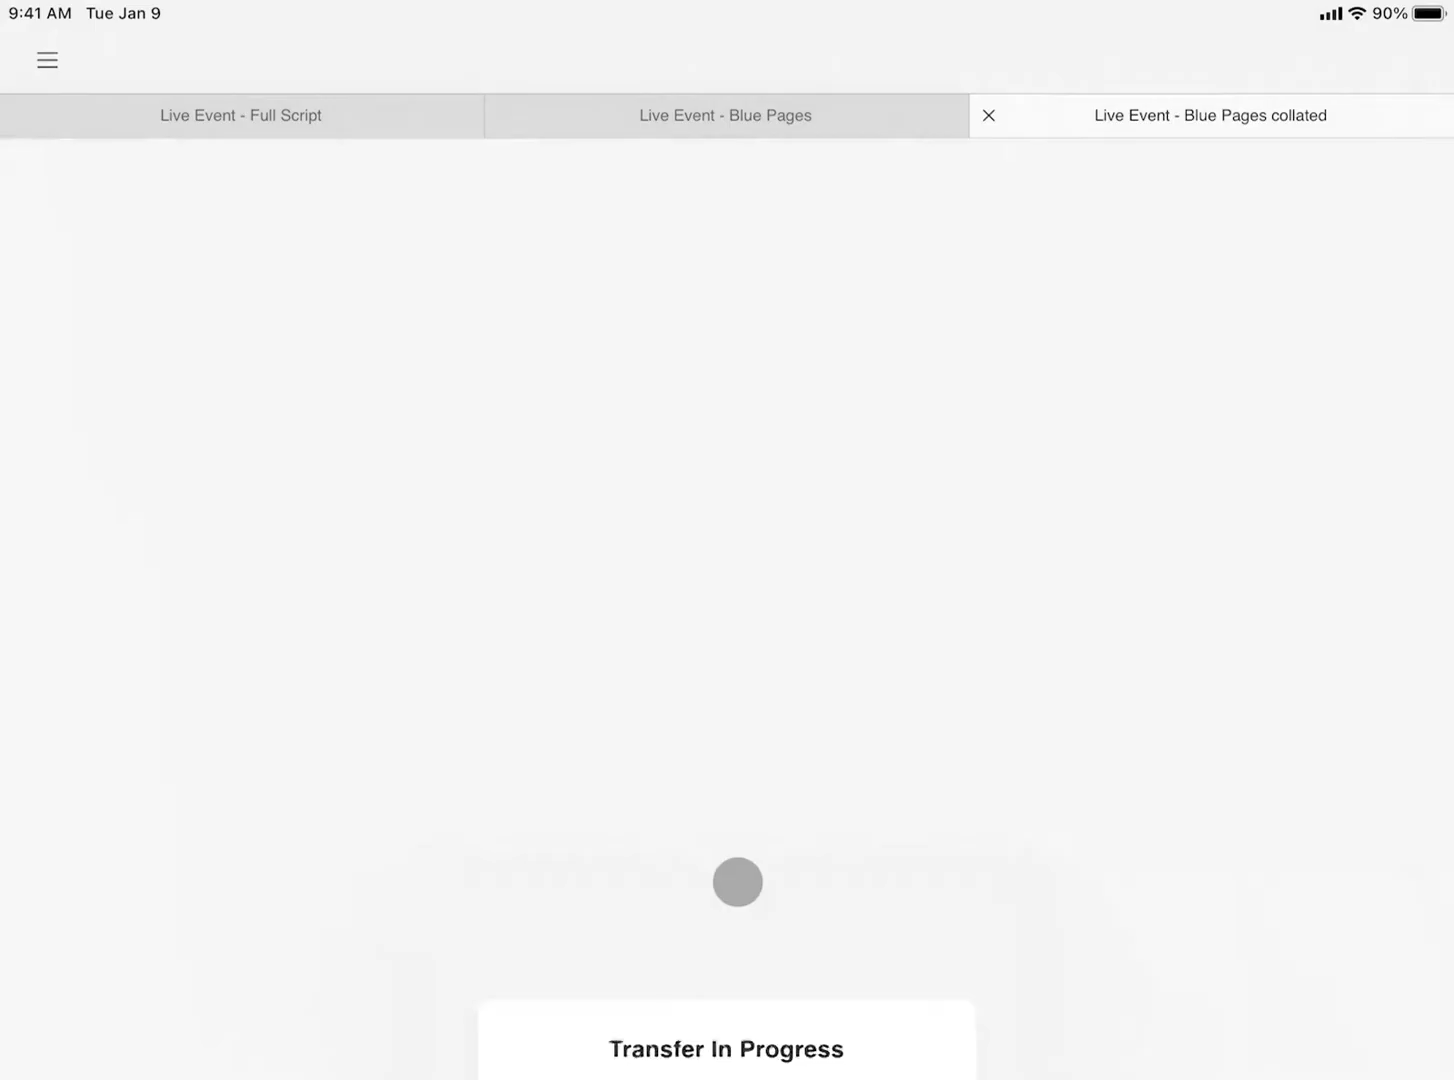 9:41 AM Tue Jan 9 90%
Live Event - Full Script
Live Event - Blue Pages
Live Event - Blue Pages collated
Transfer In Progress